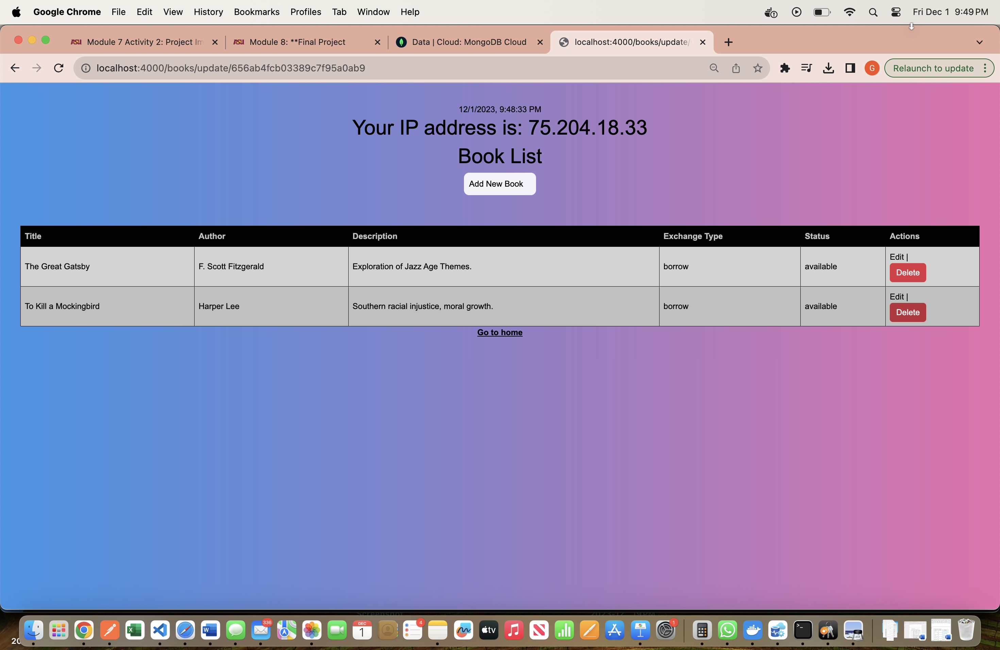 Google Chrome File Edit View History Bookmarks Profiles Tab Window Help Fri Dec 1 9:49 PM
ASU Module 7 Activity 2: Project Im ASU Module 8: **Final Project Data | Cloud: MongoDB Cloud localhost:4000/books/update/
localhost:4000/books/update/656ab4fcb03389c7f95a0ab9 G Relaunch to update
12/1/2023, 9:48:33 PM
Your IP address is: 75.204.18.33
Book List
Add New Book
Title Author Description Exchange Type Status Actions
The Great Gatsby F. Scott Fitzgerald Exploration of Jazz Age Themes. borrow available Edit |
Delete
To Kill a Mockingbird Harper Lee Southern racial injustice, moral growth. borrow available Edit |
Delete
Go to home
Screenshot
336 DEC 1 4 tv 1
20